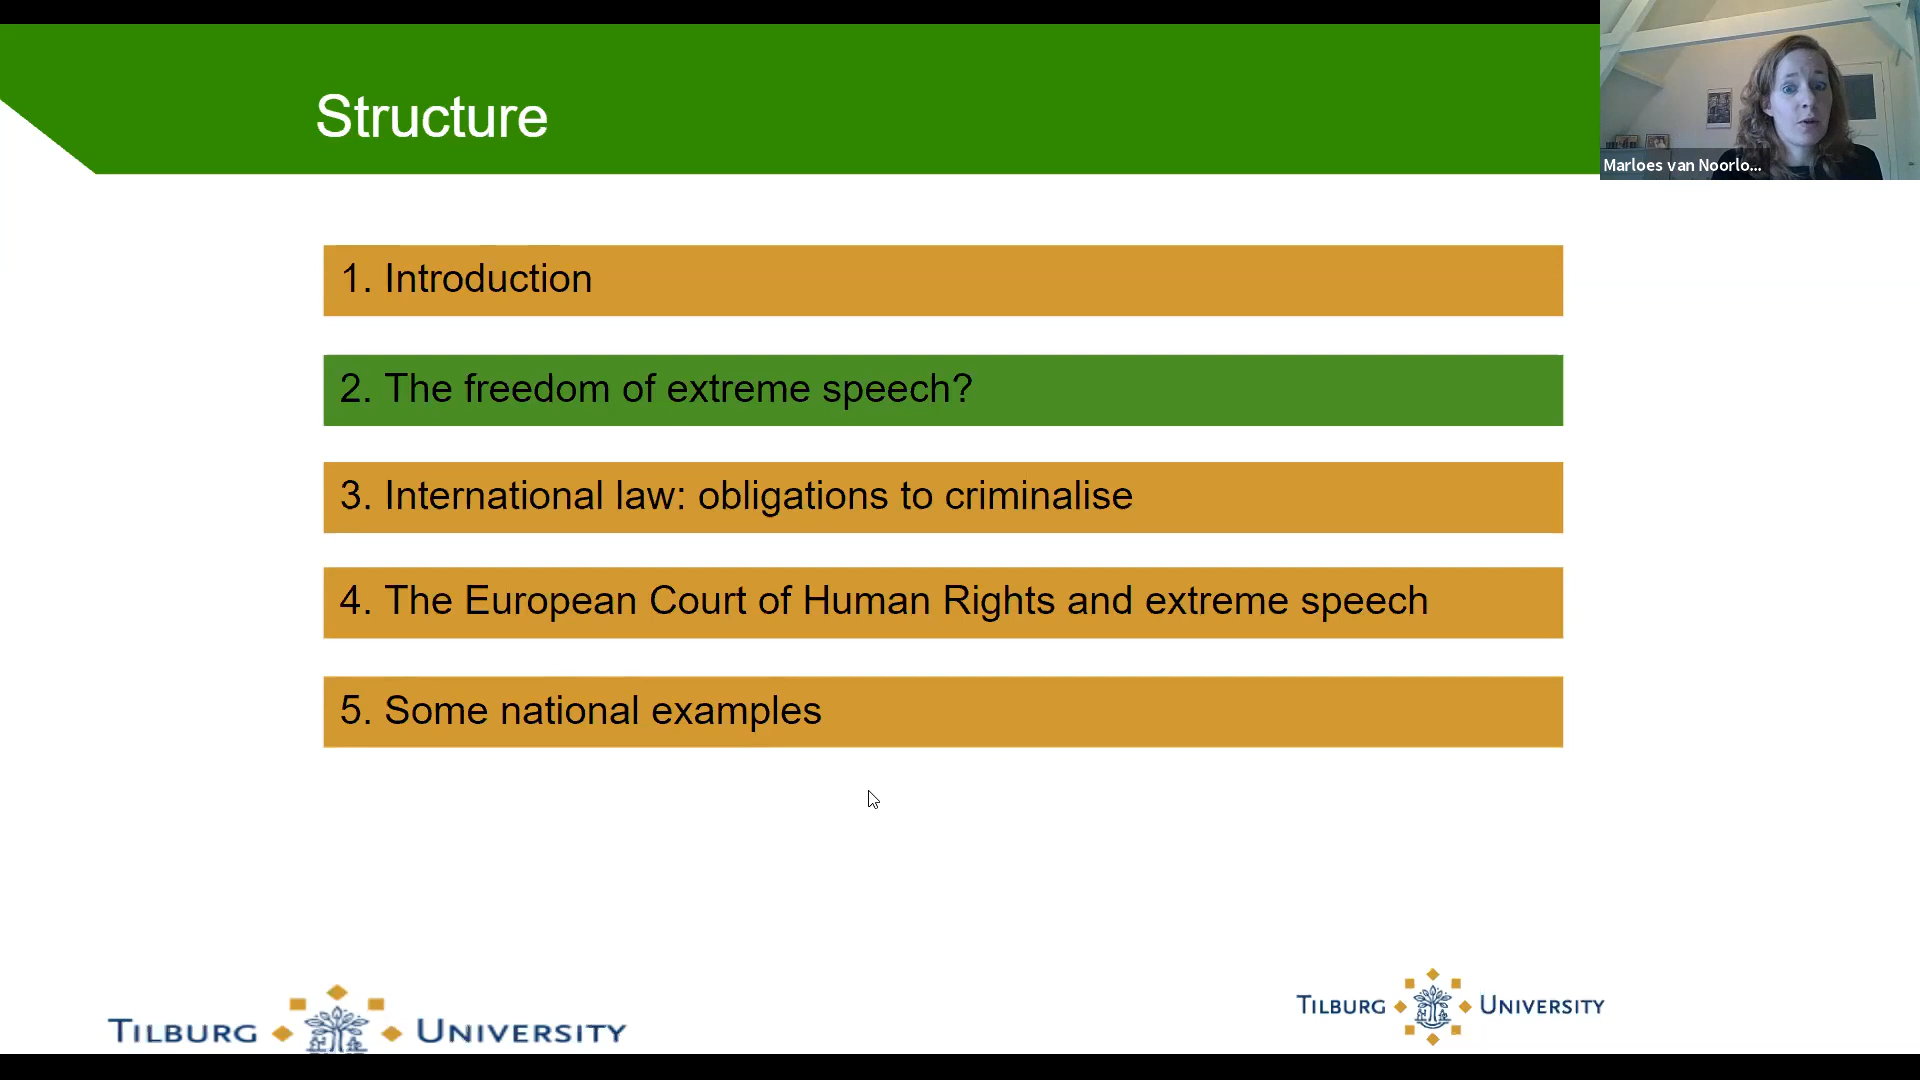 Structure
Marloes van Noorlo...
1. Introduction
2. The freedom of extreme speech?
3. International law: obligations to criminalise
4. The European Court of Human Rights and extreme speech
5. Some national examples
TILBURG UNIVERSITY
TILBURG UNIVERSITY